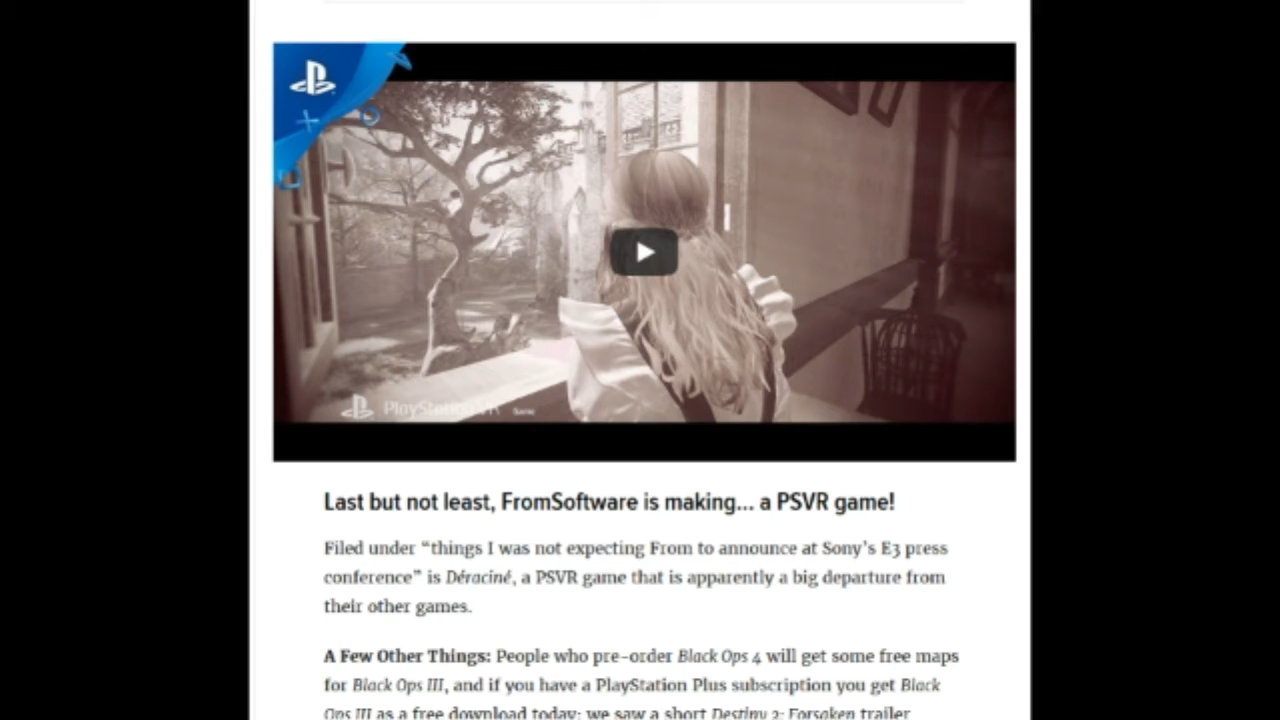 PlayStation VR Game
Last but not least, FromSoftware is making... a PSVR game!
Filed under “things I was not expecting From to announce at Sony’s E3 press
conference” is Déraciné, a PSVR game that is apparently a big departure from
their other games.
A Few Other Things: People who pre-order Black Ops 4 will get some free maps
for Black Ops III, and if you have a PlayStation Plus subscription you get Black
Ops III as a free download today; we saw a short Destiny 2: Forsaken trailer